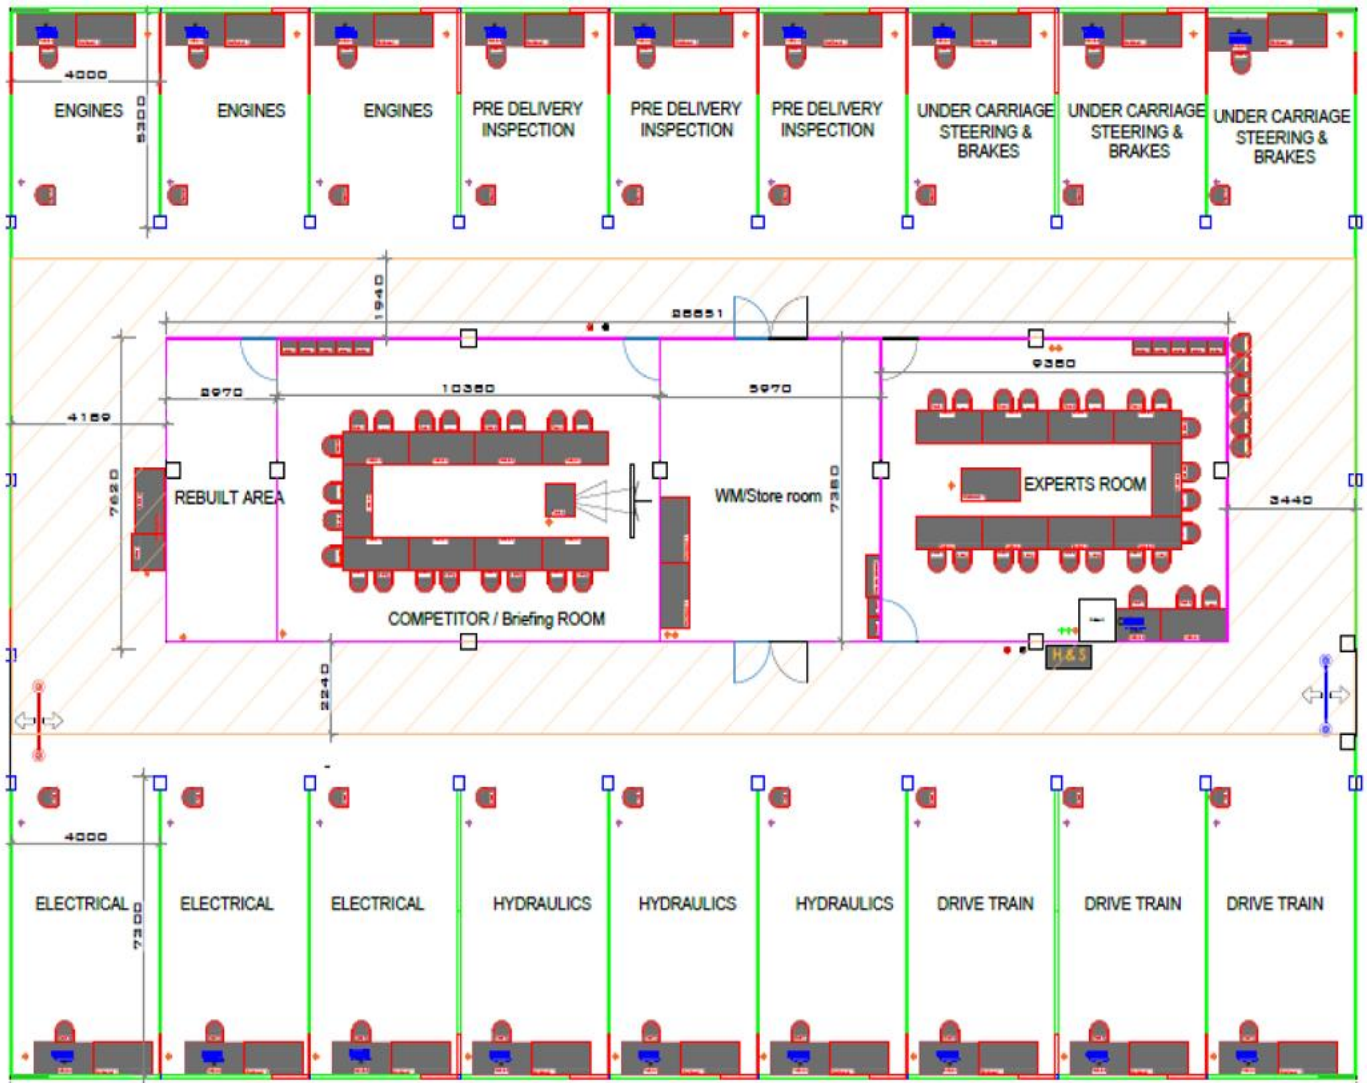 4000
5300
ENGINES
ENGINES
ENGINES
PRE DELIVERY
INSPECTION
PRE DELIVERY
INSPECTION
PRE DELIVERY
INSPECTION
UNDER CARRIAGE
STEERING &
BRAKES
UNDER CARRIAGE
STEERING &
BRAKES
UNDER CARRIAGE
STEERING &
BRAKES
1940
28651
2970
10380
5970
9380
4189
7620
7380
3440
REBUILT AREA
WM/Store room
EXPERTS ROOM
COMPETITOR / Briefing ROOM
H&S
2240
4000
7300
ELECTRICAL
ELECTRICAL
ELECTRICAL
HYDRAULICS
HYDRAULICS
HYDRAULICS
DRIVE TRAIN
DRIVE TRAIN
DRIVE TRAIN